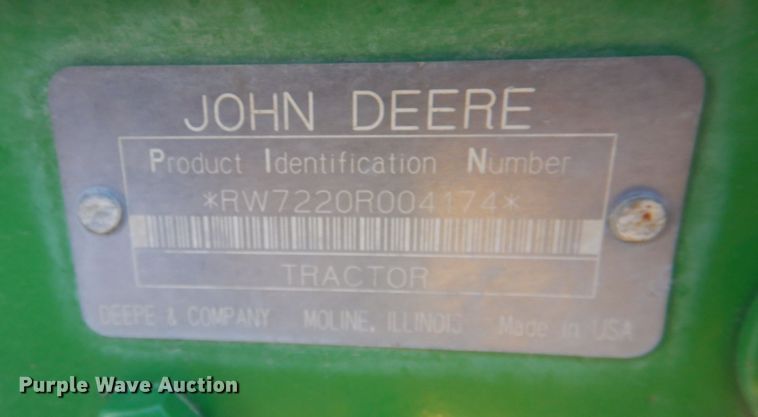 JOHN DEERE
Product Identification Number
*RW7220R004174*
TRACTOR
DEERE & COMPANY MOLINE, ILLINOIS Made in USA
Purple Wave Auction